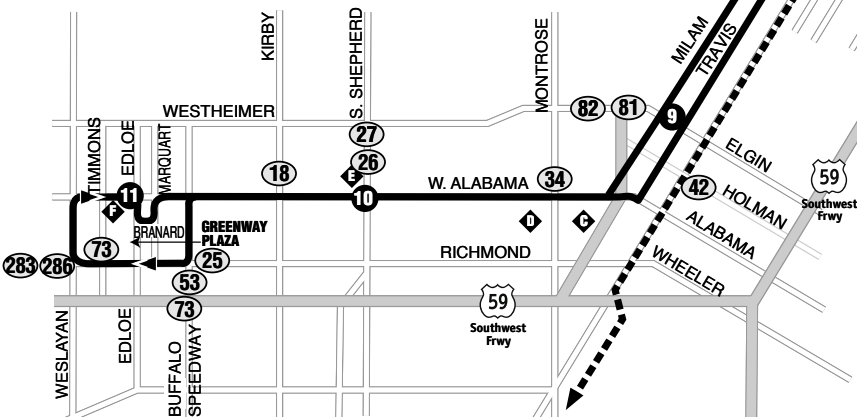 KIRBY
S. SHEPHERD
MONTROSE
MILAM
TRAVIS
WESTHEIMER
82
81
9
TIMMONS
EDLOE
MARQUART
27
26
E
18
34
ELGIN
59
Southwest
Frwy
11
F
10
W. ALABAMA
42
HOLMAN
D
C
ALABAMA
BRANARD
GREENWAY
PLAZA
73
25
RICHMOND
WHEELER
283
286
53
73
59
Southwest
Frwy
WESLAYAN
EDLOE
BUFFALO
SPEEDWAY